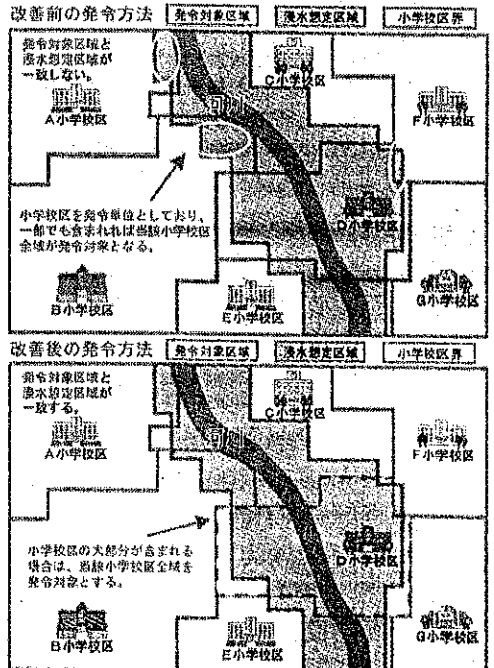 改善前の発令方法
発令対象区域
浸水想定区域
小学校区界
発令対象区域と
浸水想定区域が
一致しない。
A小学校区
C小学校区
F小学校区
河川
D小学校区
小学校区を発令単位としており、
一部でも含まれれば当該小学校区
全域が発令対象となる。
B小学校区
E小学校区
G小学校区
改善後の発令方法
発令対象区域
浸水想定区域
小学校区界
発令対象区域と
浸水想定区域が
一致する。
A小学校区
C小学校区
F小学校区
河川
D小学校区
小学校区の大部分が含まれる
場合は、当該小学校区全域を
発令対象とする。
B小学校区
E小学校区
G小学校区